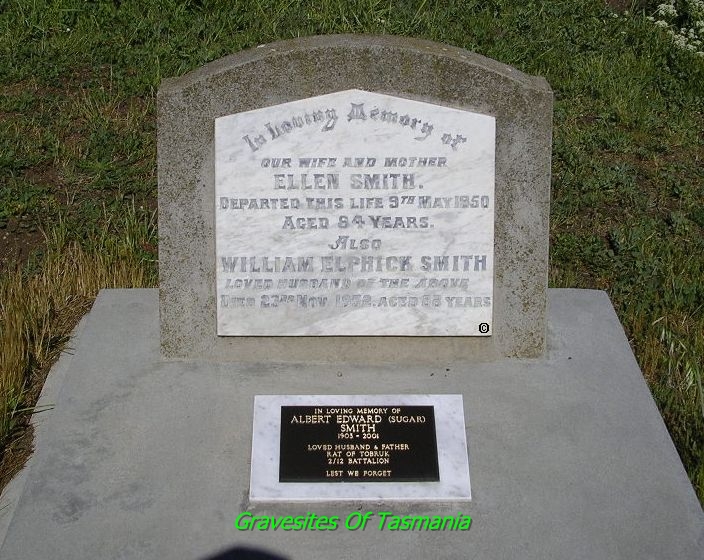 In Loving Memory of
OUR WIFE AND MOTHER
ELLEN SMITH.
DEPARTED THIS LIFE 9TH MAY 1950
AGED 84 YEARS.
ALSO
WILLIAM ELPHICK SMITH
LOVED HUSBAND OF THE ABOVE
DIED 23RD NOV 1952. AGED YEARS
©
IN LOVING MEMORY OF
ALBERT EDWARD (SUGAR)
SMITH
1903 - 2001
LOVED HUSBAND & FATHER
RAT OF TOBRUK
2/12 BATTALION
LEST WE FORGET
Gravesites Of Tasmania